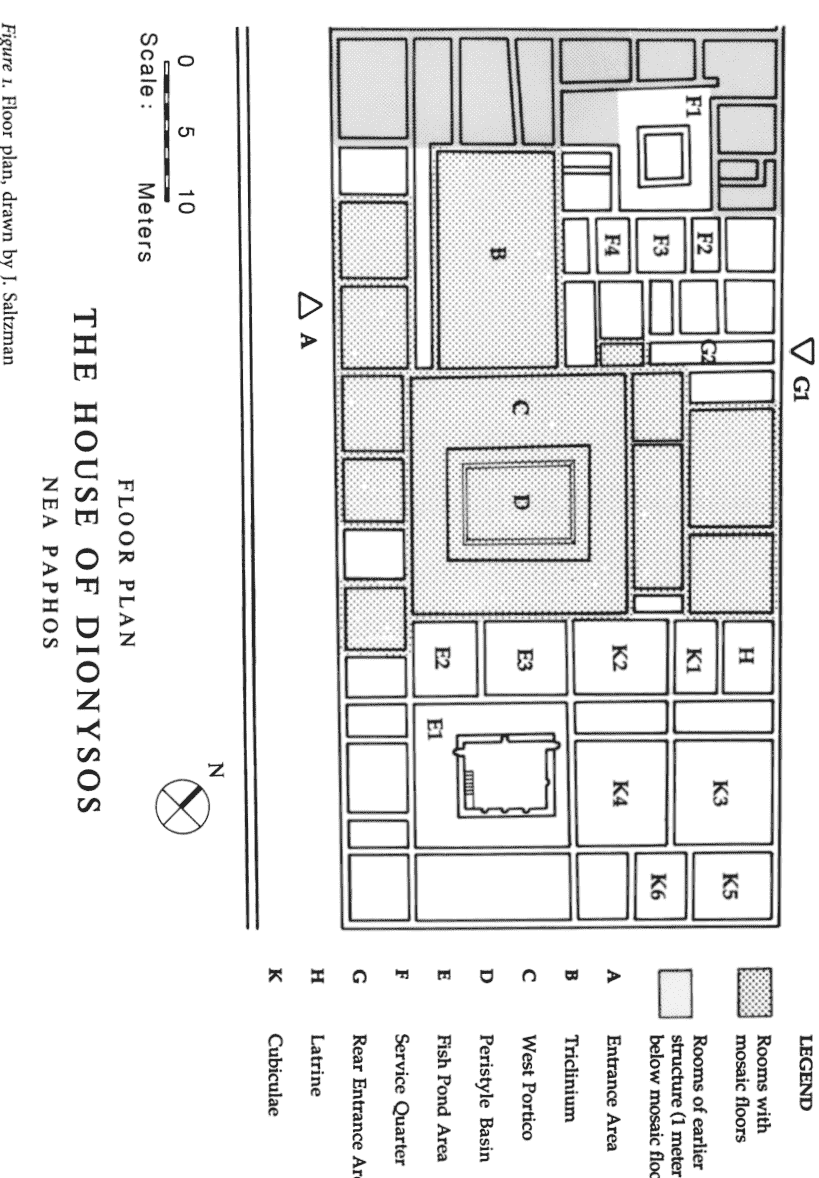 G1
F1
F2
F3
F4
G2
B
C
D
A
H
K1
K2
E3
E2
E1
K3
K4
K5
K6
0 5 10
Scale: Meters
N
FLOOR PLAN
THE HOUSE OF DIONYSOS
NEA PAPHOS
LEGEND
Rooms with
mosaic floors
Rooms of earlier
structure (1 meter
below mosaic
A Entrance Area
B Triclinium
C West Portico
D Peristyle Basin
E Fish Pond Area
F Service Quarter
G Rear Entrance
H Latrine
K Cubiculae
Figure 1. Floor plan, drawn by J. Saltzman